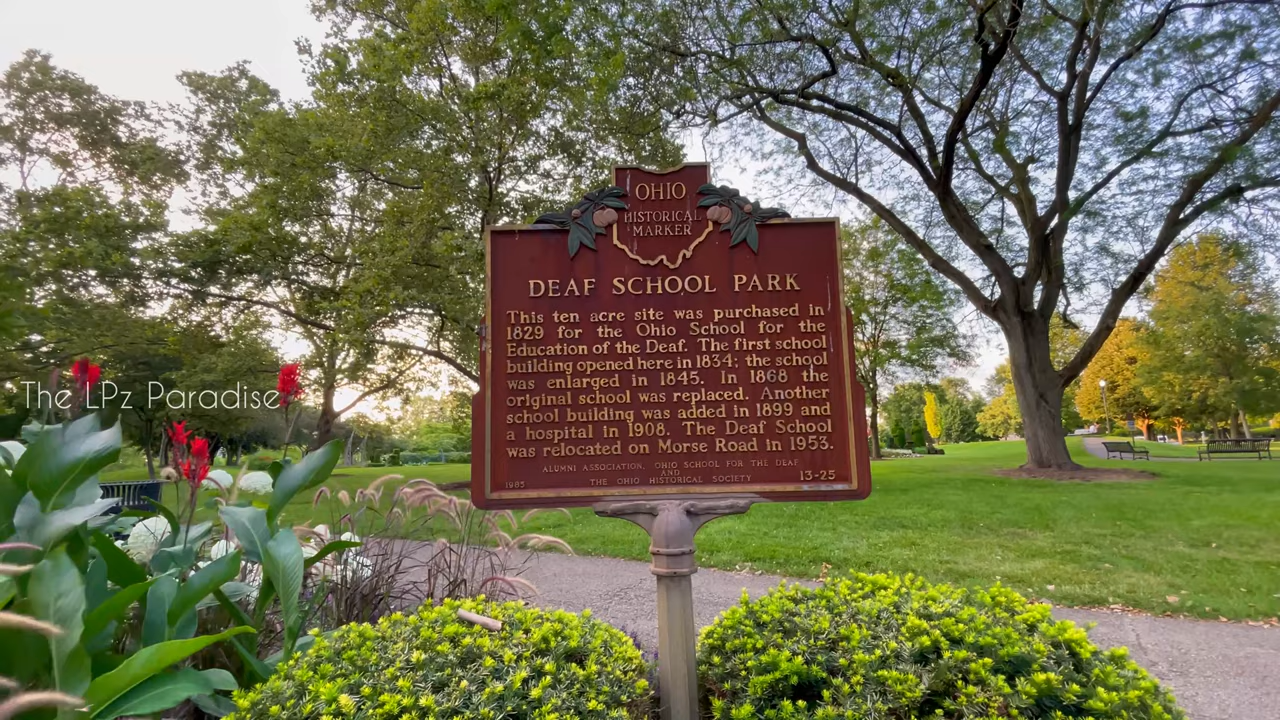 OHIO
HISTORICAL
MARKER
DEAF SCHOOL PARK
This ten acre site was purchased in
1829 for the Ohio School for the
Education of the Deaf. The first school
building opened here in 1834; the school
was enlarged in 1845. In 1868 the
original school was replaced. Another
school building was added in 1899 and
a hospital in 1908. The Deaf School
was relocated on Morse Road in 1953.
ALUMNI ASSOCIATION, OHIO SCHOOL FOR THE DEAF
AND
1985 THE OHIO HISTORICAL SOCIETY 13-25
The LPz Paradise